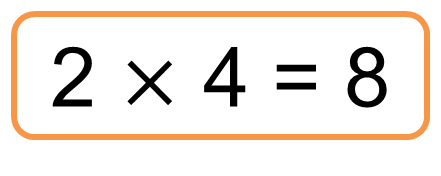 2 × 4 = 8